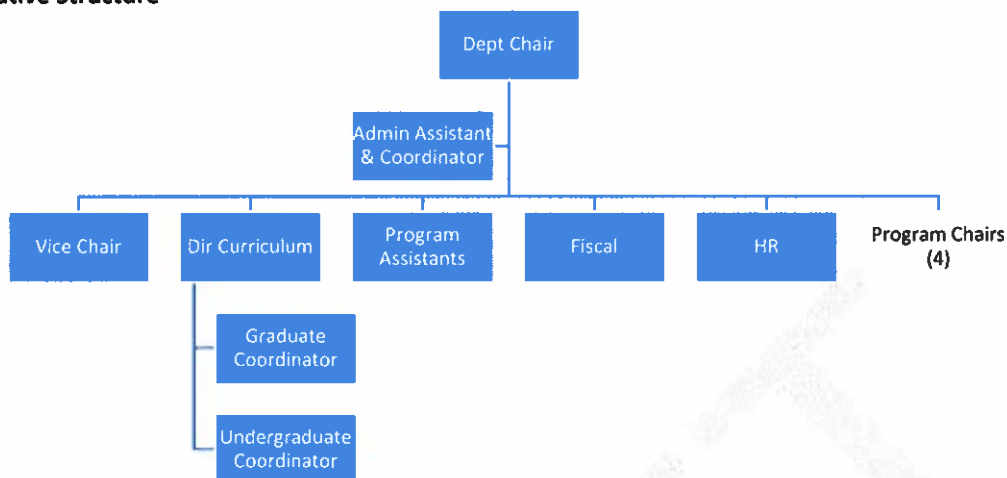 Structure
Dept Chair
Admin Assistant
& Coordinator
Vice Chair
Dir Curriculum
Program
Assistants
Fiscal
HR
Program Chairs
(4)
Graduate
Coordinator
Undergraduate
Coordinator